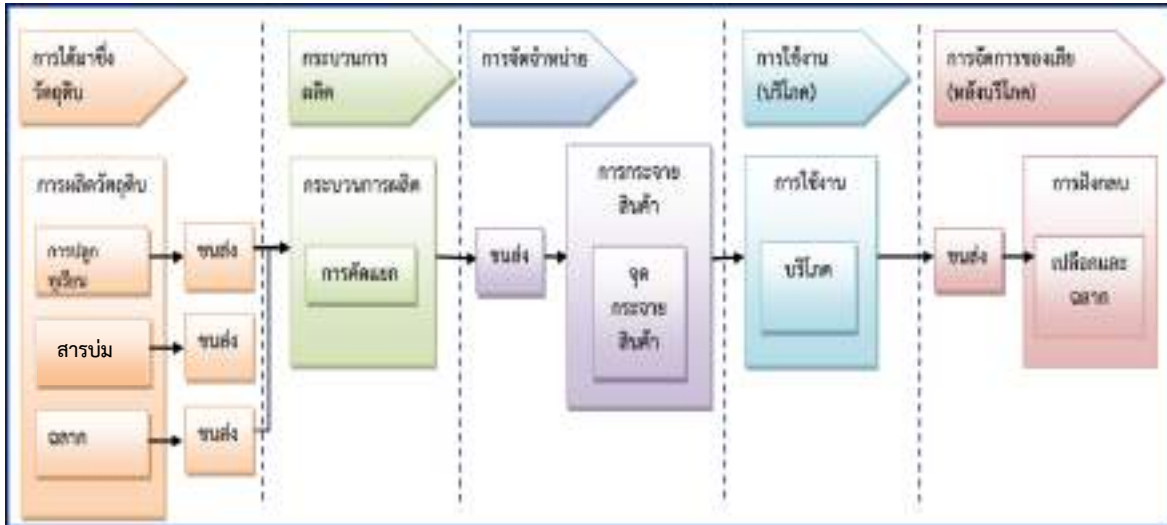 การได้มาซึ่ง
วัตถุดิบ
กระบวนการ
ผลิต
การจัดจำหน่าย
การใช้งาน
(บริโภค)
การจัดการของเสีย
(หลังบริโภค)
การผลิตวัตถุดิบ
การปลูก
ทุเรียน
ขนส่ง
สารบ่ม
ขนส่ง
ฉลาก
ขนส่ง
กระบวนการผลิต
การคัดแยก
ขนส่ง
การกระจาย
สินค้า
จุด
กระจาย
สินค้า
การใช้งาน
บริโภค
ขนส่ง
การฝังกลบ
เปลือกและ
ฉลาก